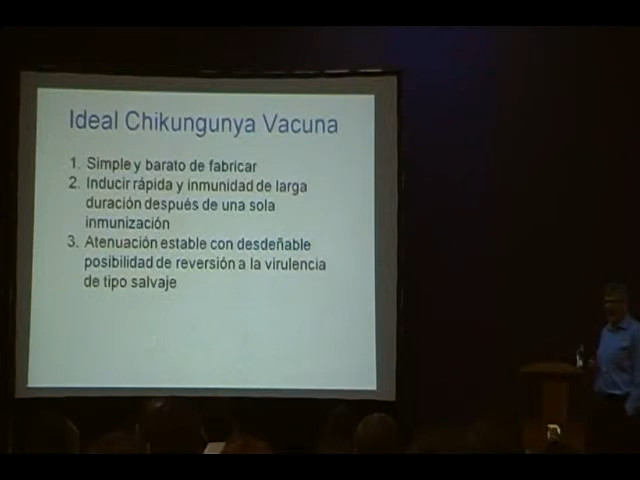 Ideal Chikungunya Vacuna
1. Simple y barato de fabricar
2. Inducir rápida y inmunidad de larga
duración después de una sola
inmunización
3. Atenuación estable con desdeñable
posibilidad de reversión a la virulencia
de tipo salvaje